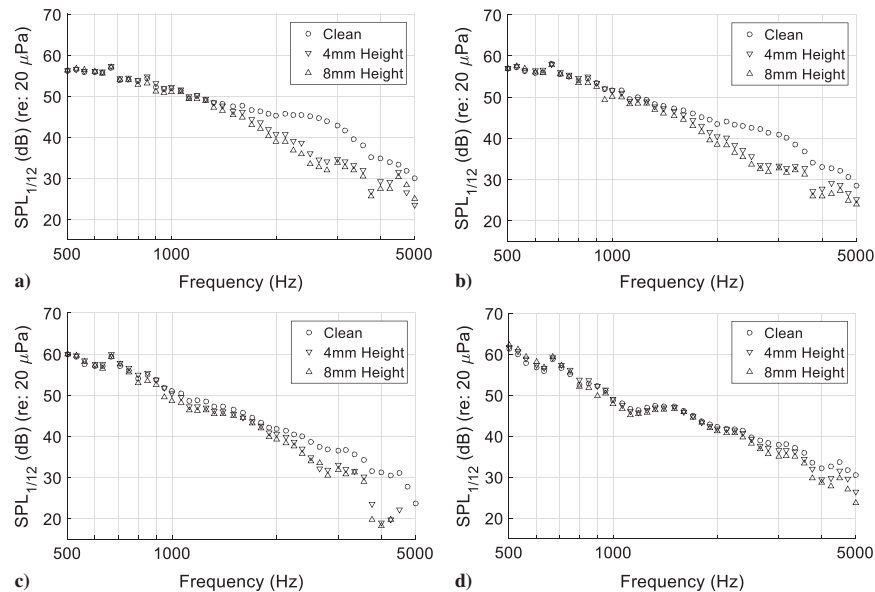 70
60
50
40
30
20
SPL1/12 (dB) (re: 20 μPa)
Clean
4mm Height
8mm Height
500
1000
5000
Frequency (Hz)
a)
70
60
50
40
30
20
SPL1/12 (dB) (re: 20 μPa)
Clean
4mm Height
8mm Height
500
1000
5000
Frequency (Hz)
b)
70
60
50
40
30
20
SPL1/12 (dB) (re: 20 μPa)
Clean
4mm Height
8mm Height
500
1000
5000
Frequency (Hz)
c)
70
60
50
40
30
20
SPL1/12 (dB) (re: 20 μPa)
Clean
4mm Height
8mm Height
500
1000
5000
Frequency (Hz)
d)